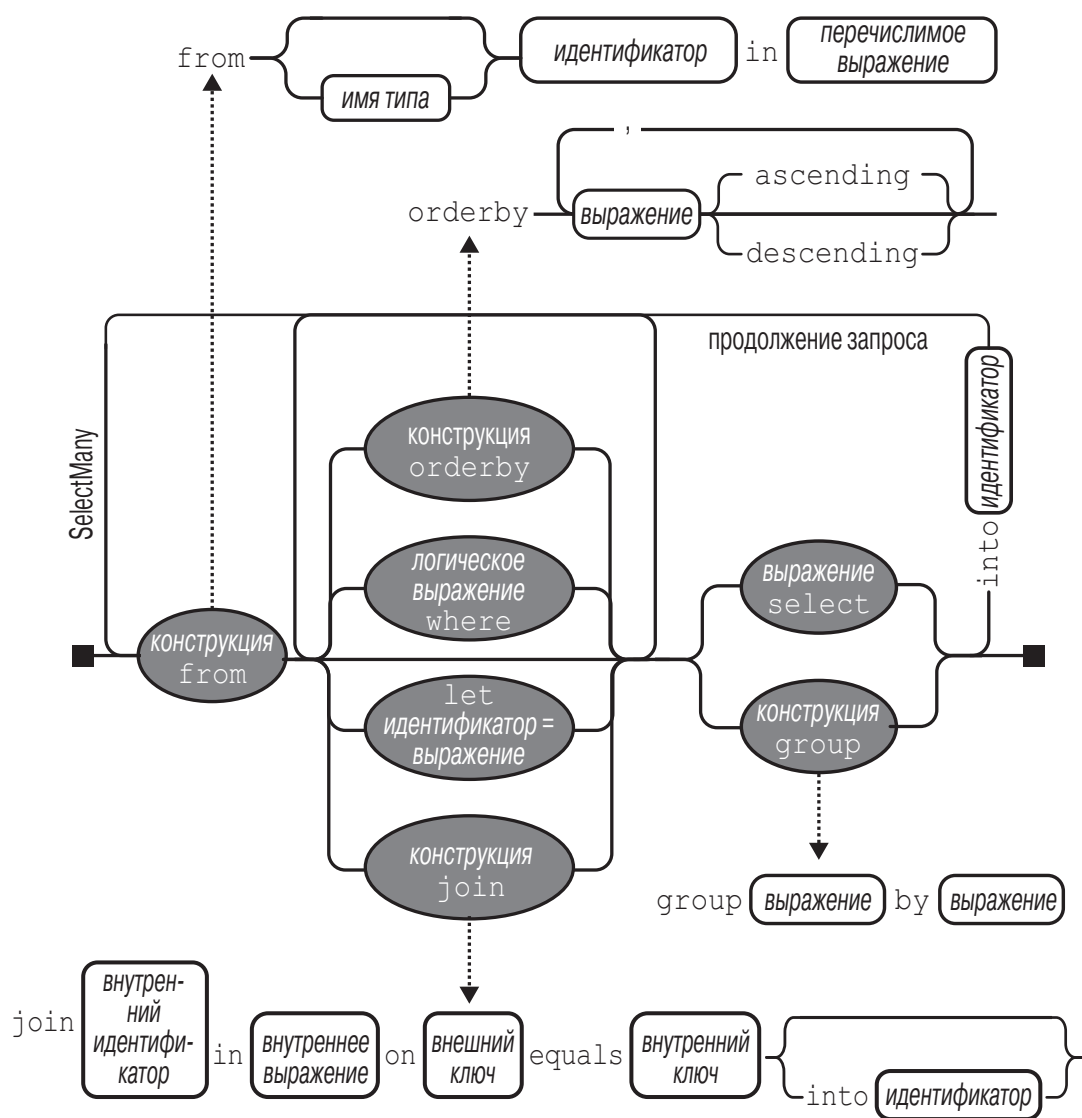 from идентификатор in перечислимое
выражение
имя типа
,
ascending
orderby выражение
descending
продолжение запроса
SelectMany
идентификатор
into
конструкция
orderby
логическое
выражение
where
выражение
select
конструкция
from
let
идентификатор =
выражение
конструкция
group
конструкция
join
group выражение by выражение
join внутрен-
ний
идентифи-
катор
in внутреннее
выражение
on внешний
ключ
equals внутренний
ключ
into идентификатор